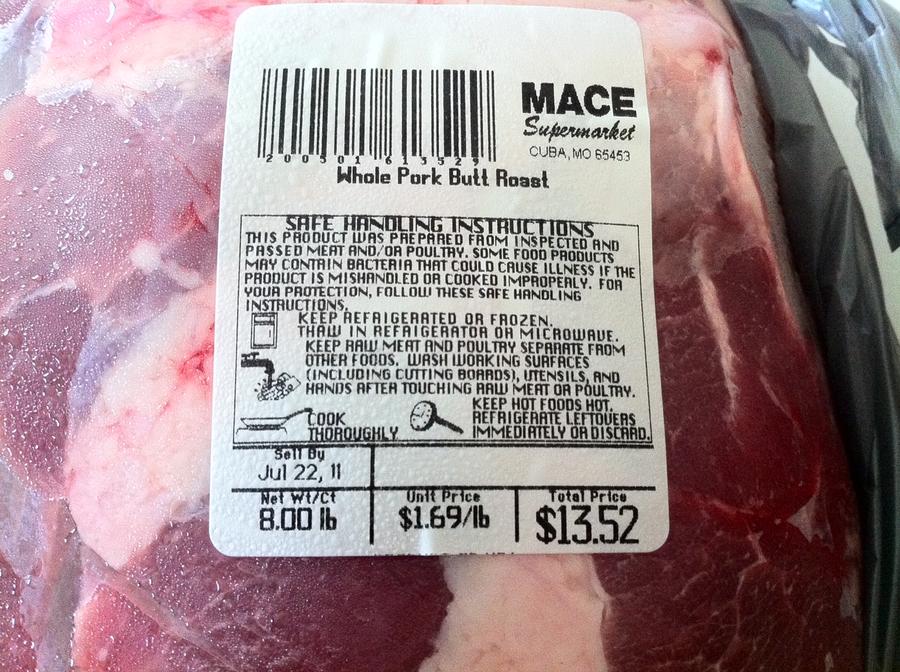 MACE
Supermarket
CUBA, MO 65453
2 00501 613529
Whole Pork Butt Roast
SAFE HANDLING INSTRUCTIONS
THIS PRODUCT WAS PREPARED FROM INSPECTED AND
PASSED MEAT AND/OR POULTRY. SOME FOOD PRODUCTS
MAY CONTAIN BACTERIA THAT COULD CAUSE ILLNESS IF THE
PRODUCT IS MISHANDLED OR COOKED IMPROPERLY. FOR
YOUR PROTECTION, FOLLOW THESE SAFE HANDLING
INSTRUCTIONS.
KEEP REFRIGERATED OR FROZEN.
THAW IN REFRIGERATOR OR MICROWAVE.
KEEP RAW MEAT AND POULTRY SEPARATE FROM
OTHER FOODS. WASH WORKING SURFACES
(INCLUDING CUTTING BOARDS), UTENSILS, AND
HANDS AFTER TOUCHING RAW MEAT OR POULTRY.
COOK
THOROUGHLY
KEEP HOT FOODS HOT.
REFRIGERATE LEFTOVERS
IMMEDIATELY OR DISCARD.
Sell By
Jul 22, 11
Net Wt/Ct
8.00 lb
Unit Price
$1.69/lb
Total Price
$13.52